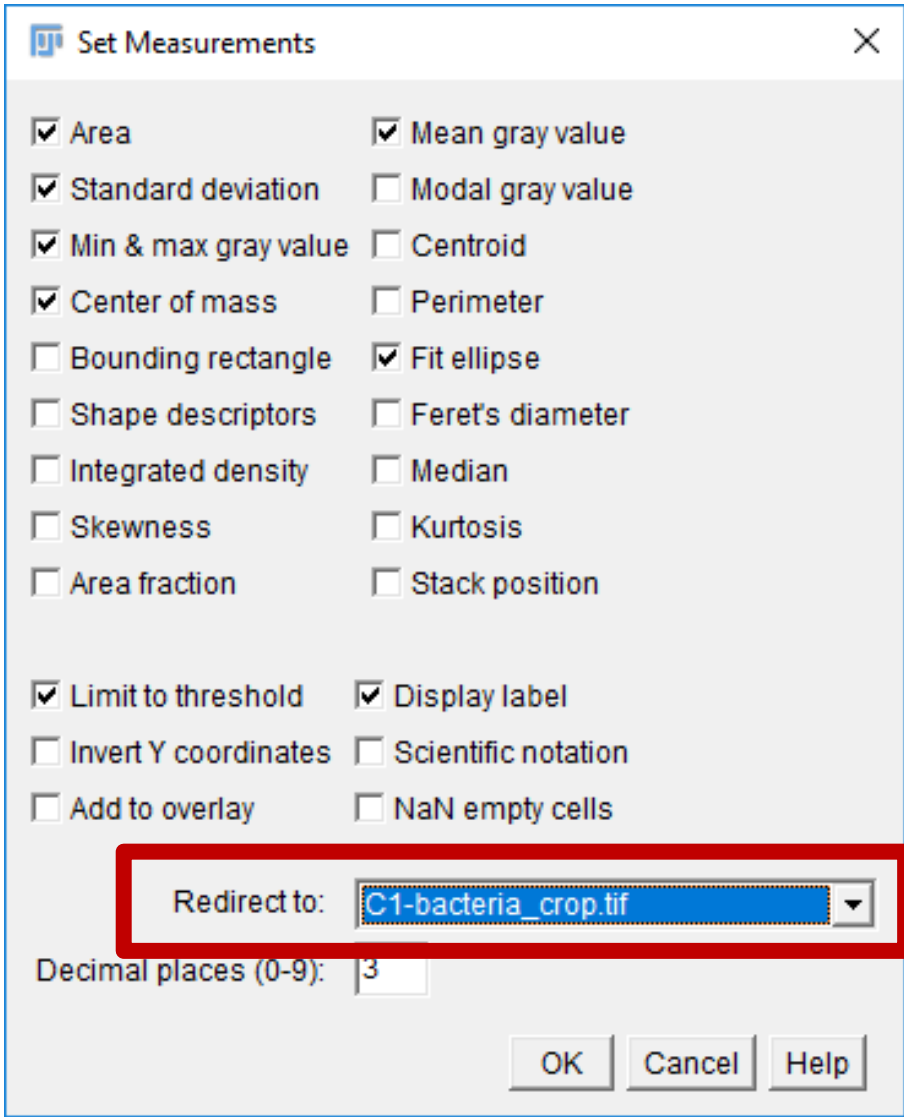 Set Measurements
Area
Mean gray value
Standard deviation
Modal gray value
Min & max gray value
Centroid
Center of mass
Perimeter
Bounding rectangle
Fit ellipse
Shape descriptors
Feret's diameter
Integrated density
Median
Skewness
Kurtosis
Area fraction
Stack position
Limit to threshold
Display label
Invert Y coordinates
Scientific notation
Add to overlay
NaN empty cells
Redirect to: C1-bacteria_crop.tif
Decimal places (0-9): 3
OK Cancel Help